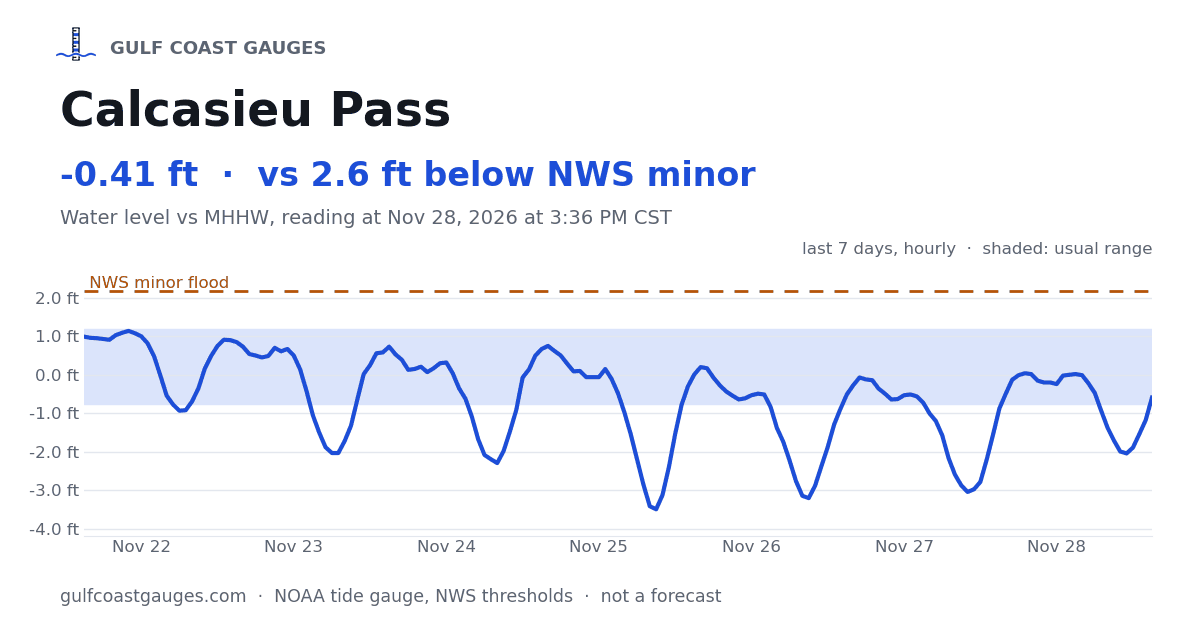 GULF COAST GAUGES
Calcasieu Pass
-0.41 ft · vs 2.6 ft below NWS minor
Water level vs MHHW, reading at Nov 28, 2026 at 3:36 PM CST
last 7 days, hourly · shaded: usual range
NWS minor flood
2.0 ft
1.0 ft
0.0 ft
-1.0 ft
-2.0 ft
-3.0 ft
-4.0 ft
Nov 22 Nov 23 Nov 24 Nov 25 Nov 26 Nov 27 Nov 28
gulfcoastgauges.com · NOAA tide gauge, NWS thresholds · not a forecast